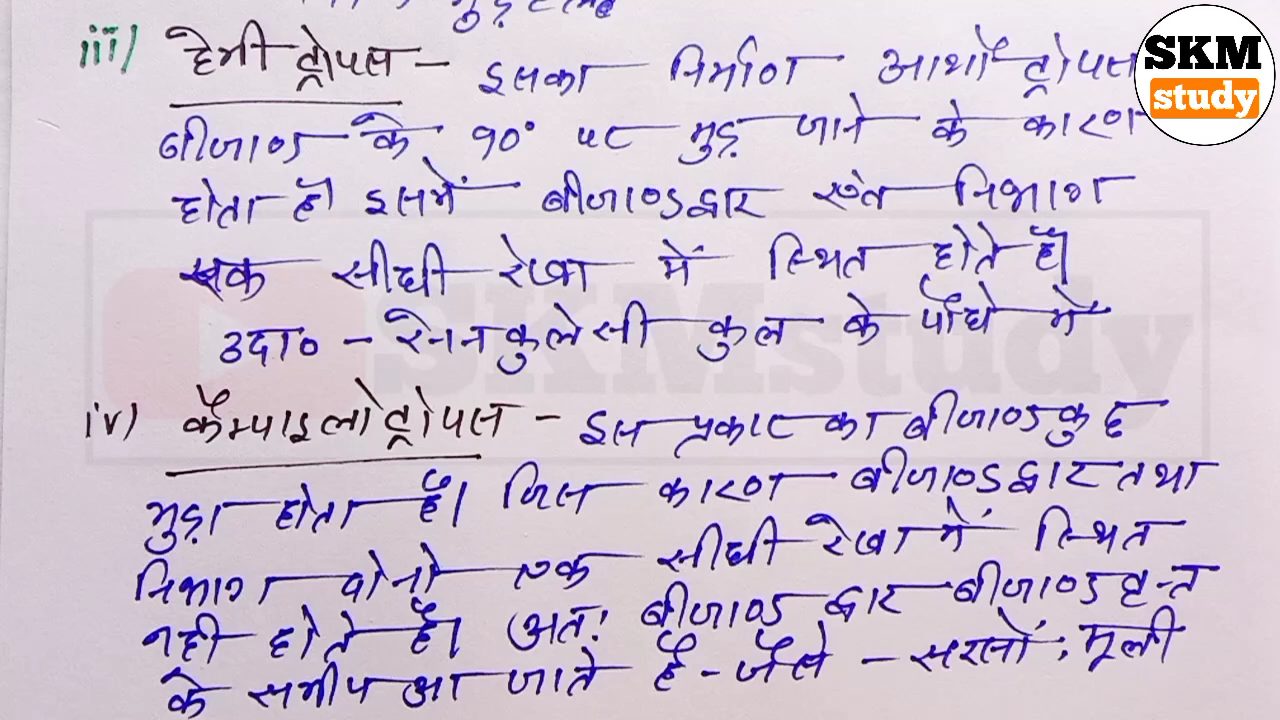 मुड़
iii) हेमी ट्रोपस - इसका निर्माण आर्थोट्रोपस
बीजाण्ड के 90° पर मुड़ जाने के कारण
होता है। इसमें बीजाण्डद्वार एवंत निभाग
एक सीधी रेखा में स्थित होते है।
उदा० - रेननकुलेसी कुल के पौधे में
iv) कैम्पाइलोट्रोपस - इस प्रकार का बीजाण्ड कुछ
मुड़ा होता है। जिस कारण बीजाण्डद्वार तथा
निभाग दोनो एक सीधी रेखा में स्थित
नही होते है। अतः बीजाण्ड द्वार बीजाण्डवृन्त
के समीप आ जाते है - जैसे - सरसों, मूली
SKM
study
SKMstudy